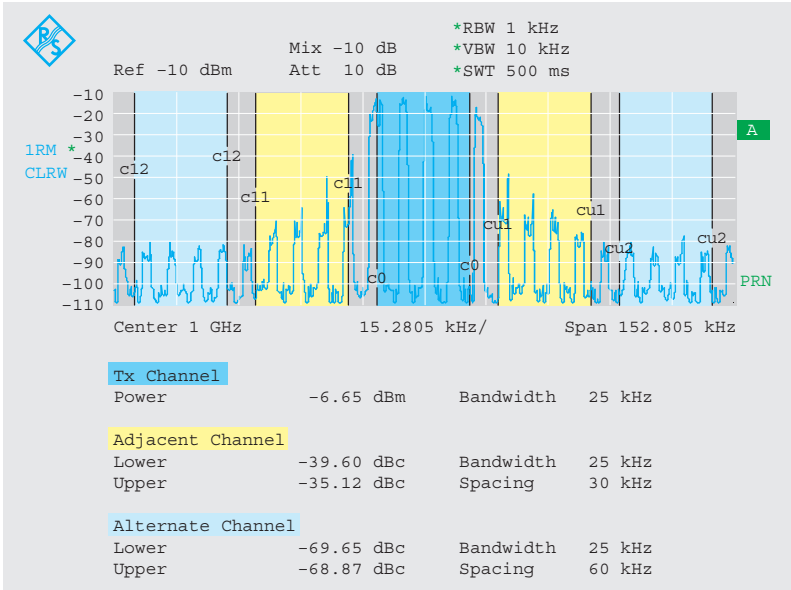 R
S
*RBW 1 kHz
Mix −10 dB *VBW 10 kHz
Ref −10 dBm Att 10 dB *SWT 500 ms
−10
−20
−30
−40
−50
−60
−70
−80
−90
−100
−110
1RM *
CLRW
A
PRN
cl2
cl2
cl1
cl1
c0
c0
cu1
cu1
cu2
cu2
Center 1 GHz 15.2805 kHz/ Span 152.805 kHz
Tx Channel
Power −6.65 dBm Bandwidth 25 kHz
Adjacent Channel
Lower −39.60 dBc Bandwidth 25 kHz
Upper −35.12 dBc Spacing 30 kHz
Alternate Channel
Lower −69.65 dBc Bandwidth 25 kHz
Upper −68.87 dBc Spacing 60 kHz